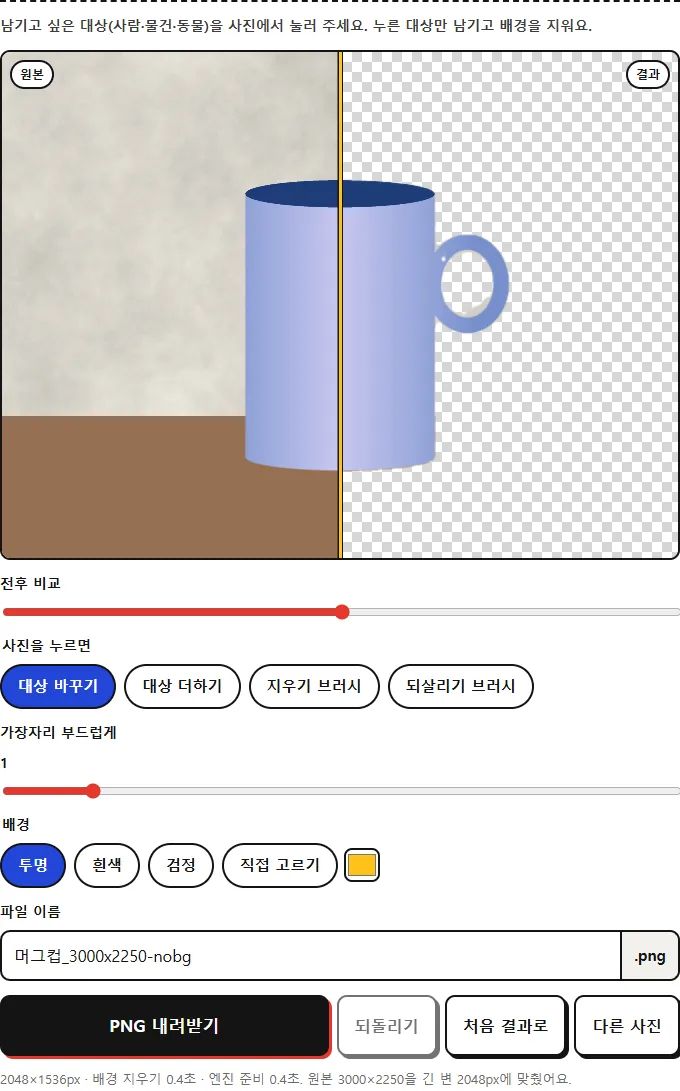 남기고 싶은 대상(사람·물건·동물)을 사진에서 눌러 주세요. 누른 대상만 남기고 배경을 지워요.
원본
결과
전후 비교
사진을 누르면
대상 바꾸기
대상 더하기
지우기 브러시
되살리기 브러시
가장자리 부드럽게
1
배경
투명
흰색
검정
직접 고르기
파일 이름
머그컵_3000x2250-nobg
.png
PNG 내려받기
되돌리기
처음 결과로
다른 사진
2048×1536px · 배경 지우기 0.4초 · 엔진 준비 0.4초. 원본 3000×2250을 긴 변 2048px에 맞췄어요.